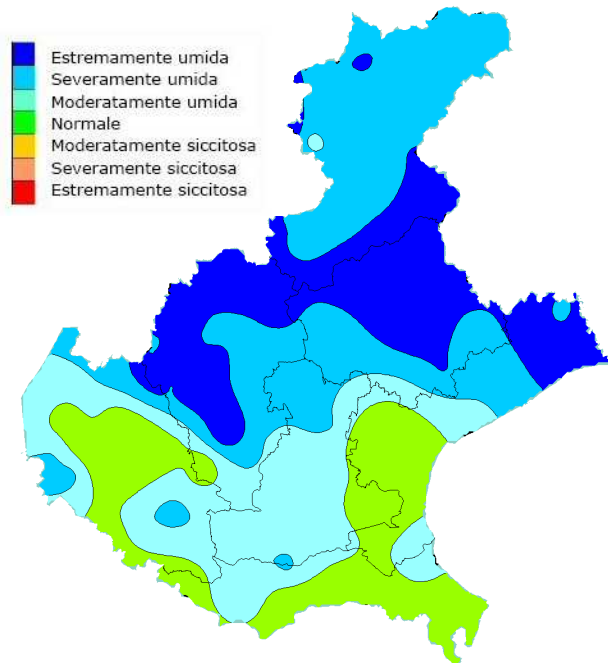 Estremamente umida
Severamente umida
Moderatamente umida
Normale
Moderatamente siccitosa
Severamente siccitosa
Estremamente siccitosa